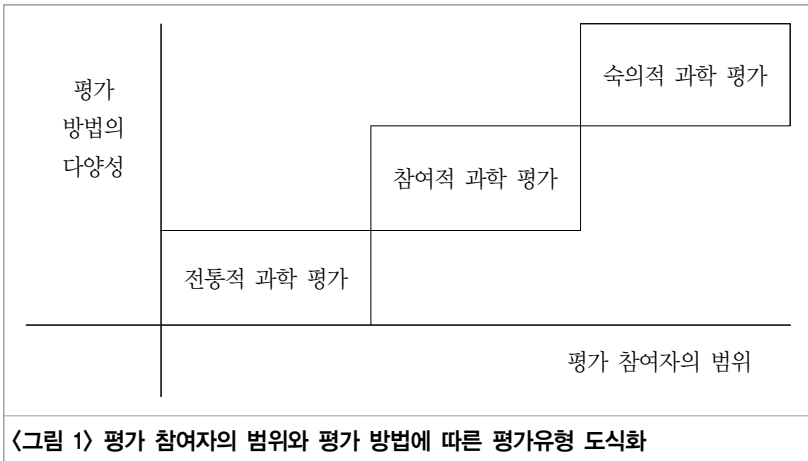 평가
방법의
다양성
숙의적 과학 평가
참여적 과학 평가
전통적 과학 평가
평가 참여자의 범위
〈그림 1〉 평가 참여자의 범위와 평가 방법에 따른 평가유형 도식화